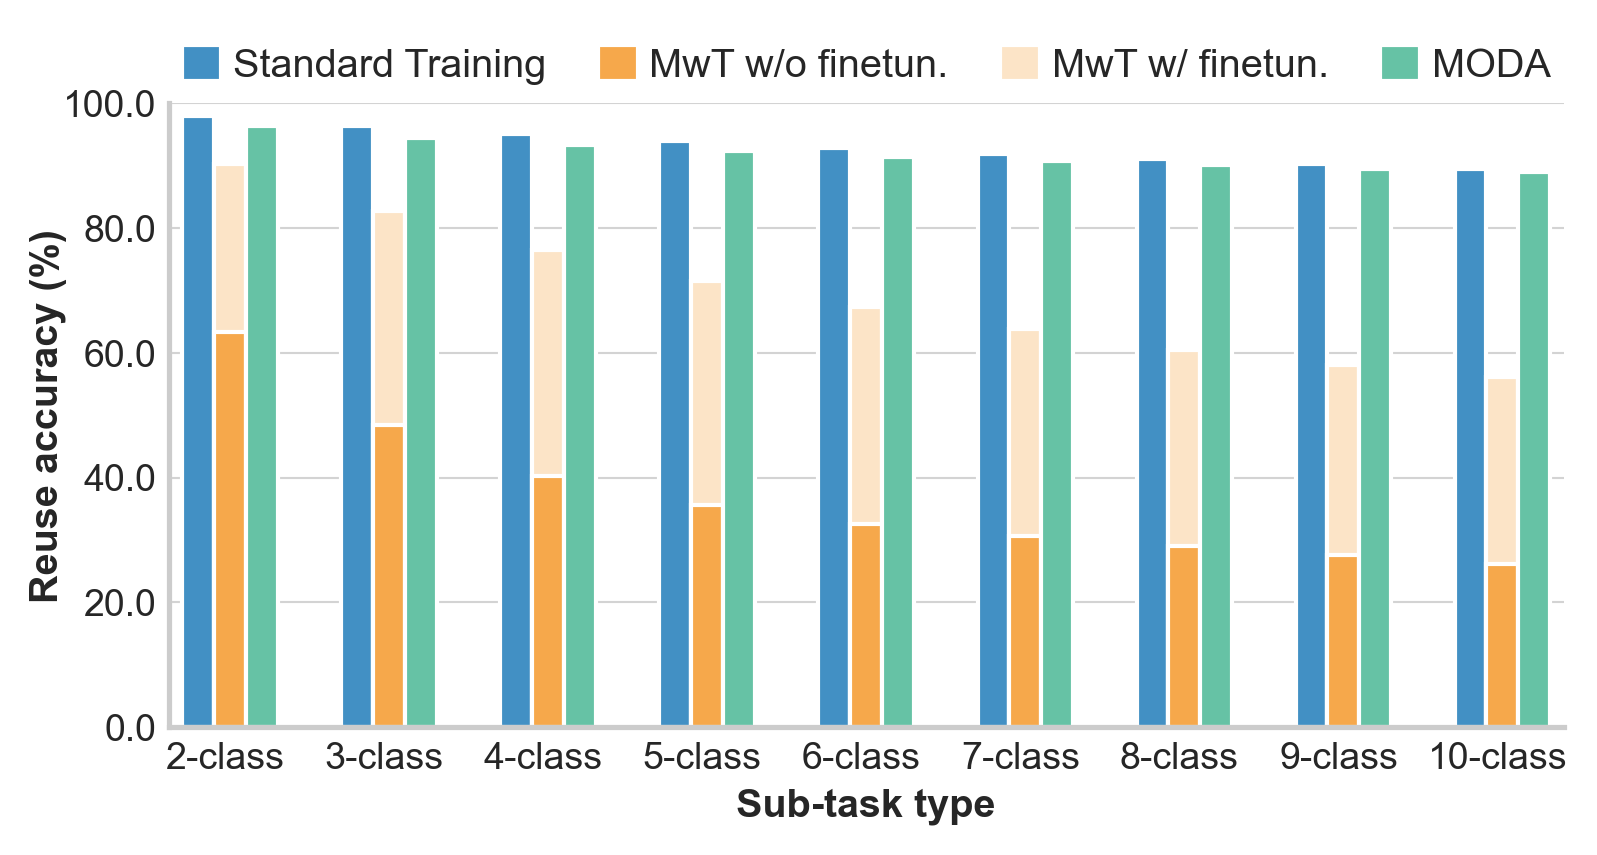 Standard Training MwT w/o finetun. MwT w/ finetun. MODA
Reuse accuracy (%)
100.0
80.0
60.0
40.0
20.0
0.0
2-class 3-class 4-class 5-class 6-class 7-class 8-class 9-class 10-class
Sub-task type